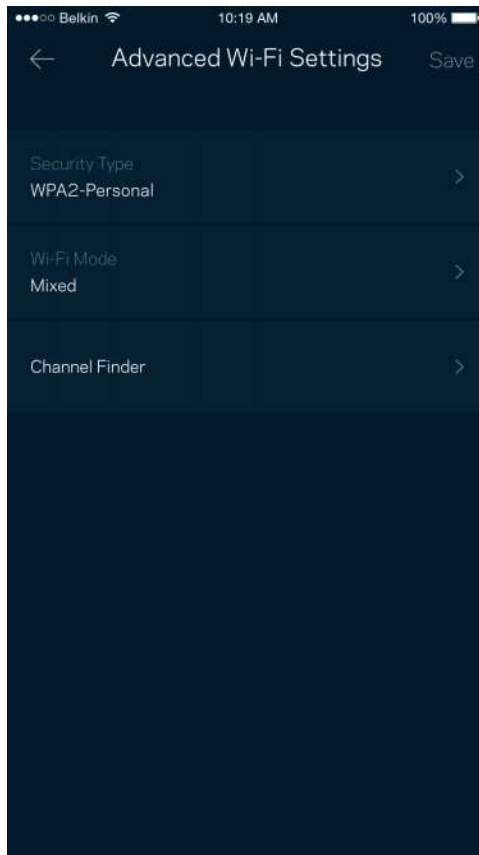 Belkin 10:19 AM 100%
Advanced Wi-Fi Settings Save
Security Type
WPA2-Personal
Wi-Fi Mode
Mixed
Channel Finder